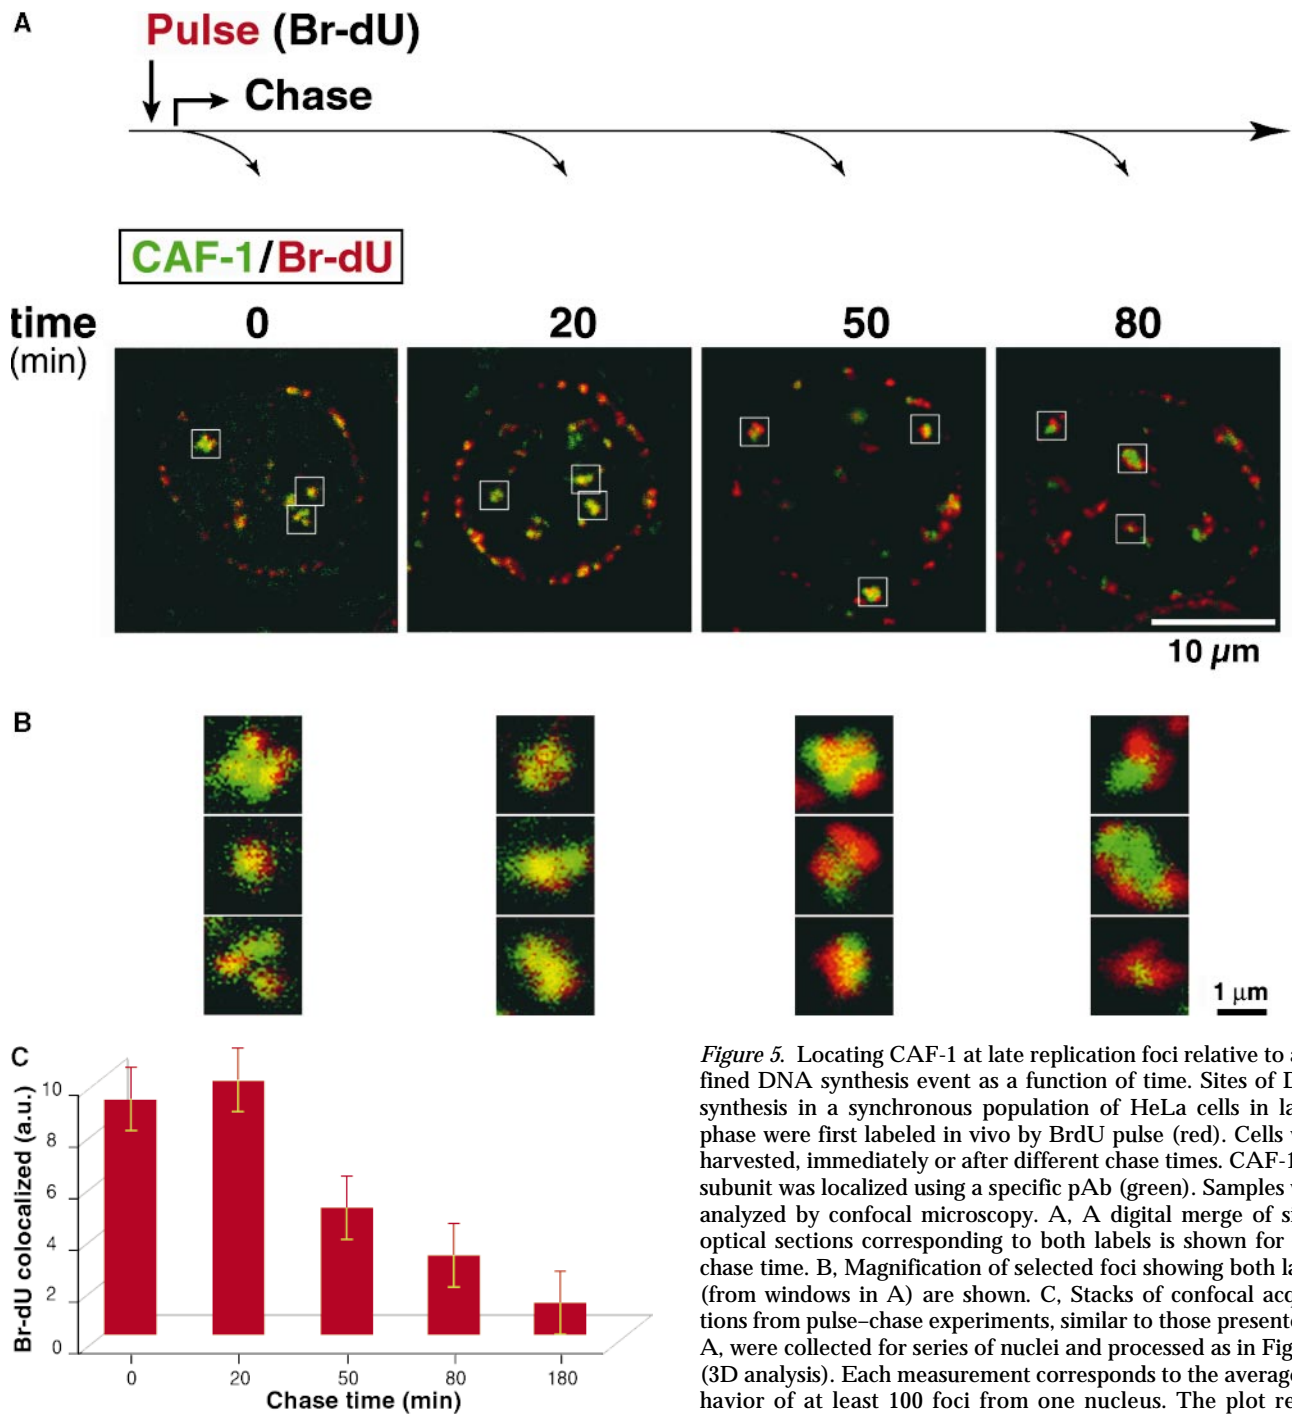 A
Pulse (Br-dU)
Chase
CAF-1/Br-dU
time 0 20 50 80
(min)
10 µm
B
1 µm
C
Br-dU colocalized (a.u.)
10
8
6
4
2
0
0 20 50 80 180
Chase time (min)
Figure 5. Locating CAF-1 at late replication foci relative to a
fined DNA synthesis event as a function of time. Sites of
synthesis in a synchronous population of HeLa cells in
phase were first labeled in vivo by BrdU pulse (red). Cells
harvested, immediately or after different chase times. CAF-1
subunit was localized using a specific pAb (green). Samples
analyzed by confocal microscopy. A, A digital merge of
optical sections corresponding to both labels is shown for
chase time. B, Magnification of selected foci showing both
(from windows in A) are shown. C, Stacks of confocal
tions from pulse–chase experiments, similar to those presente
A, were collected for series of nuclei and processed as in
(3D analysis). Each measurement corresponds to the average
havior of at least 100 foci from one nucleus. The plot